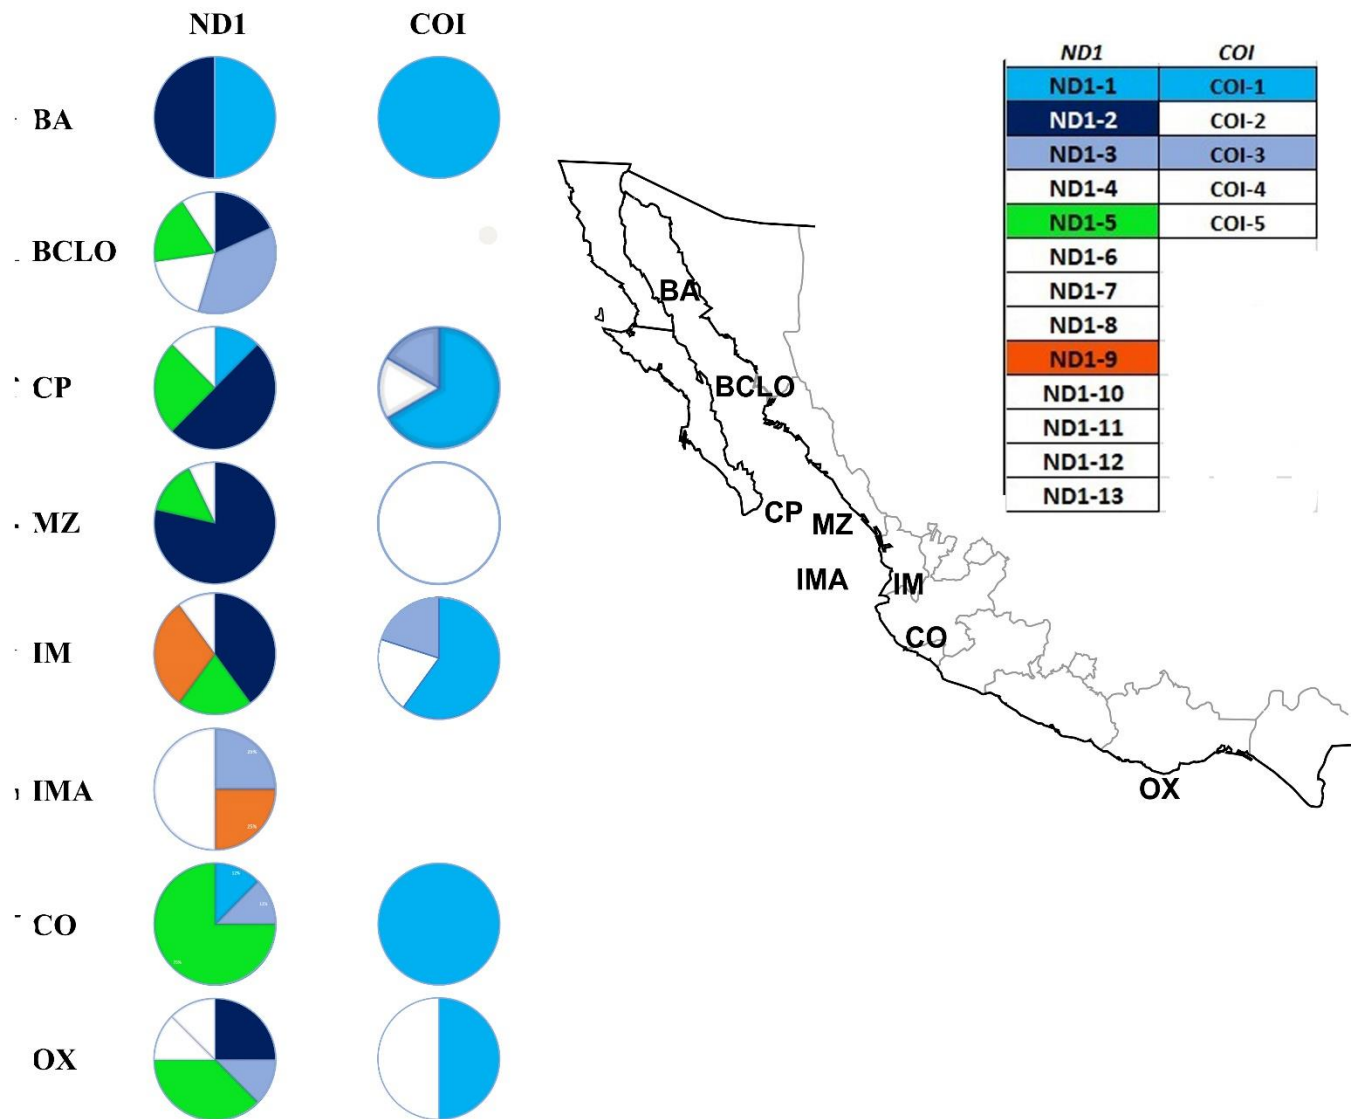 ND1 COI
BA
BCLO
CP
MZ
IM
IMA
CO
OX
25%
25%
BA
BCLO
CP
MZ
IMA
IM
CO
OX
ND1 COI
ND1-1 COI-1
ND1-2 COI-2
ND1-3 COI-3
ND1-4 COI-4
ND1-5 COI-5
ND1-6
ND1-7
ND1-8
ND1-9
ND1-10
ND1-11
ND1-12
ND1-13